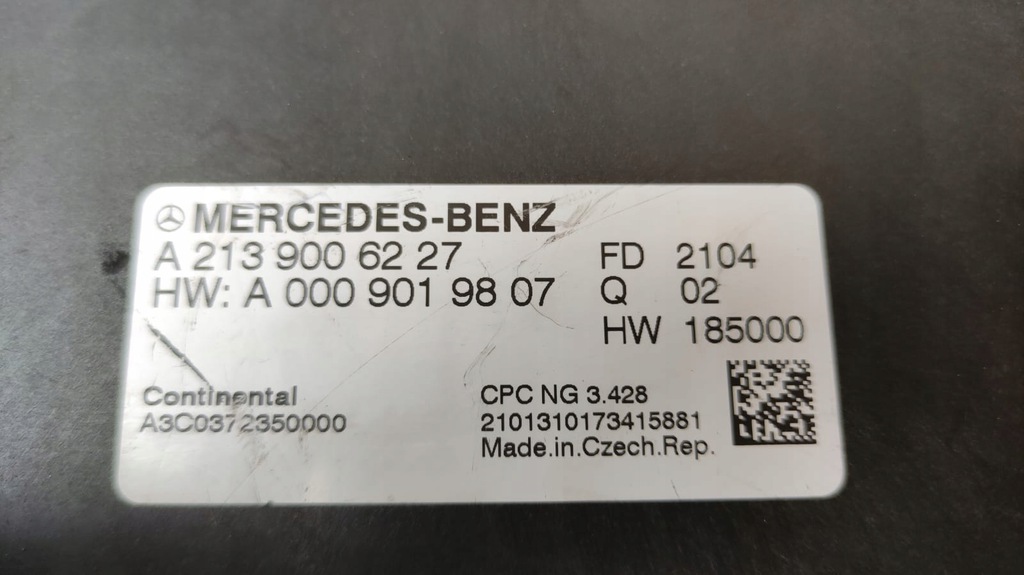 MERCEDES-BENZ
A 213 900 62 27 FD 2104
HW: A 000 901 98 07 Q 02
HW 185000
Continental CPC NG 3.428
A3C0372350000 2101310173415881
Made.in.Czech.Rep.